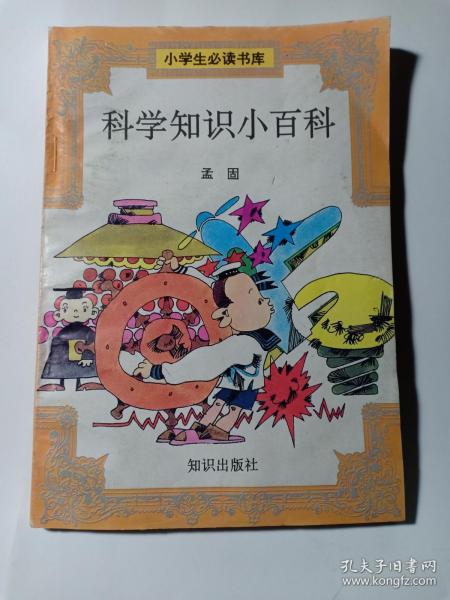 小学生必读书库
科学知识小百科
孟 固
知识出版社
孔夫子旧书网
www.kongfz.com